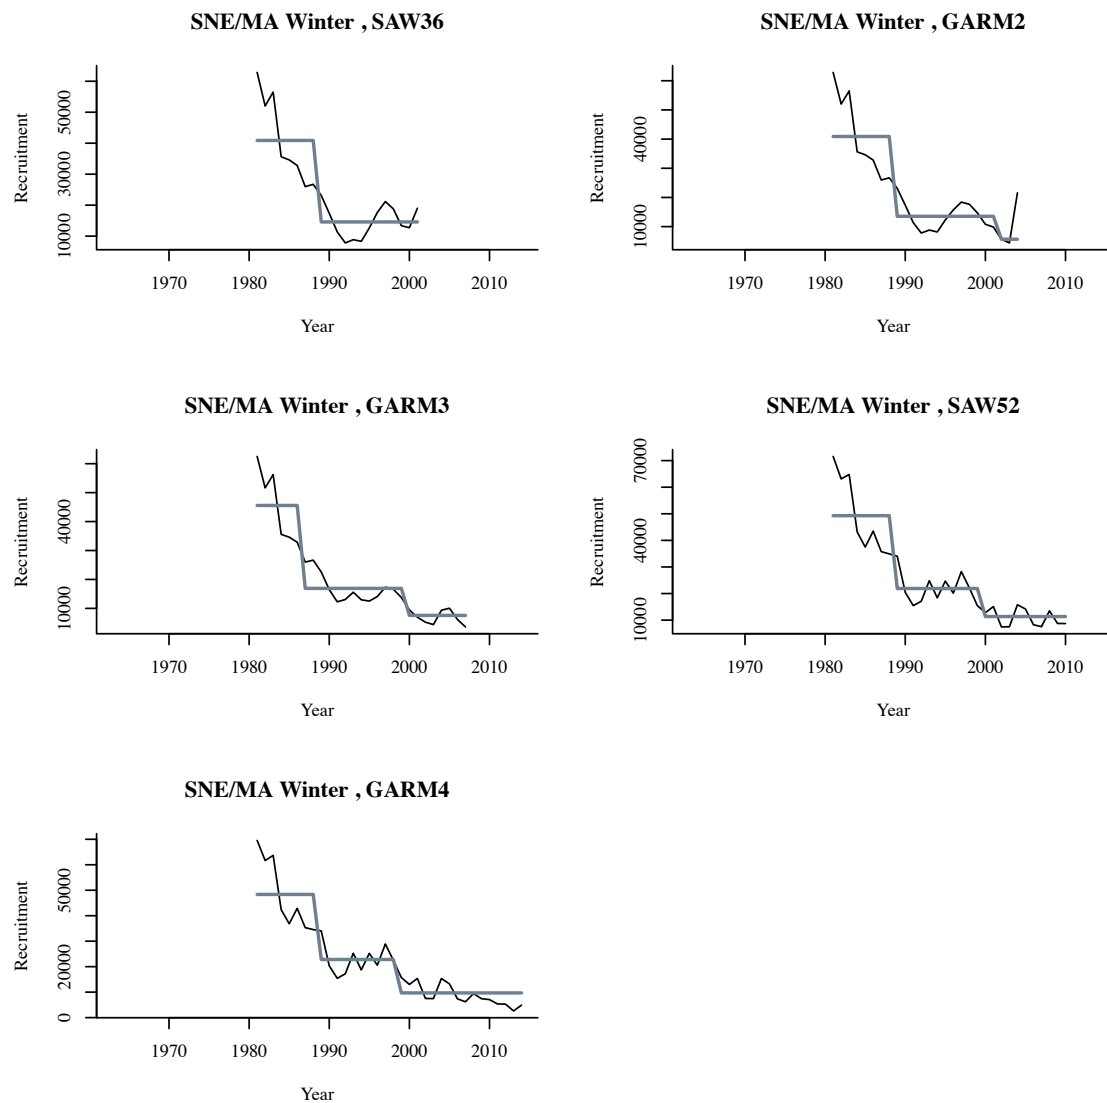 SNE/MA Winter , SAW36
Recruitment
50000
30000
10000
1970 1980 1990 2000 2010
Year
SNE/MA Winter , GARM2
Recruitment
40000
10000
1970 1980 1990 2000 2010
Year
SNE/MA Winter , GARM3
Recruitment
40000
10000
1970 1980 1990 2000 2010
Year
SNE/MA Winter , SAW52
Recruitment
70000
40000
10000
1970 1980 1990 2000 2010
Year
SNE/MA Winter , GARM4
Recruitment
50000
20000
0
1970 1980 1990 2000 2010
Year